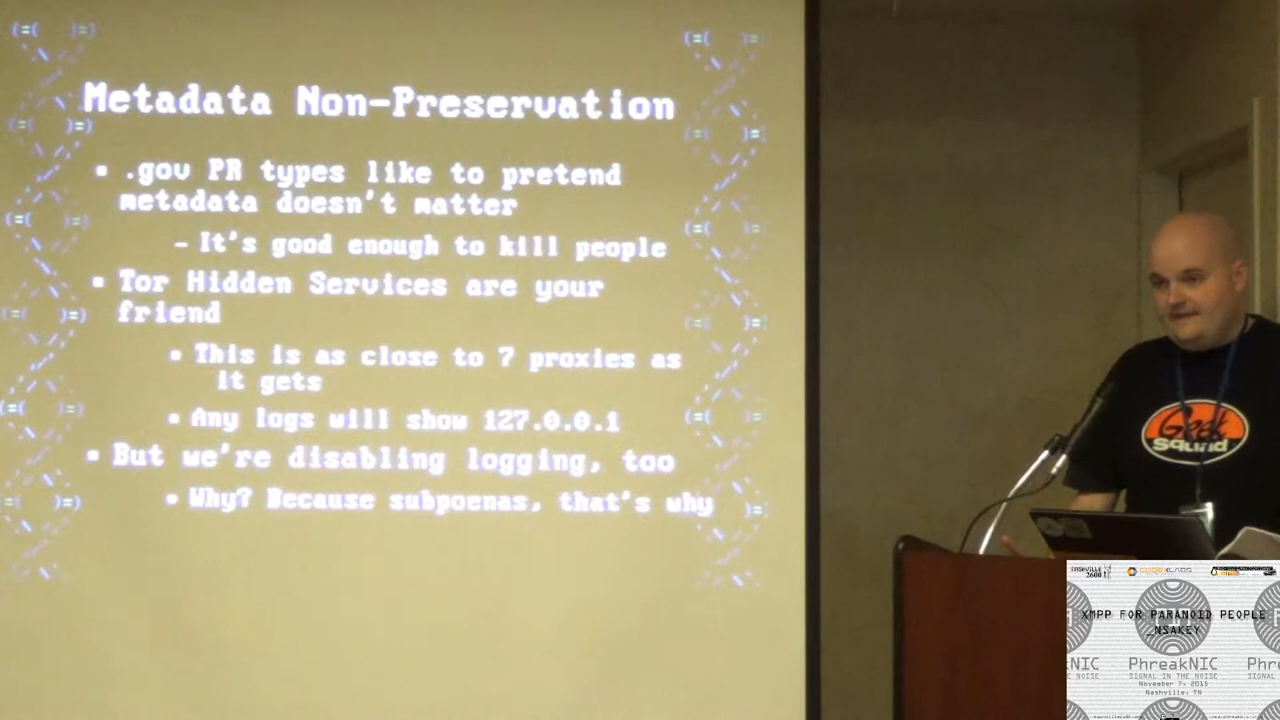 Metadata Non-Preservation
▪ .gov PR types like to pretend
metadata doesn't matter
– It's good enough to kill people
▪ Tor Hidden Services are your
friend
▪ This is as close to 7 proxies as
it gets
▪ Any logs will show 127.0.0.1
▪ But we're disabling logging, too
▪ Why? Because subpoenas, that's why
Geek
Squad
NASHVILLE
2600
CODEXLABS
XMPP FOR PARANOID PEOPLE
NSAKEY
PhreakNIC
SIGNAL IN THE NOISE
November 7, 2015
Nashville, TN